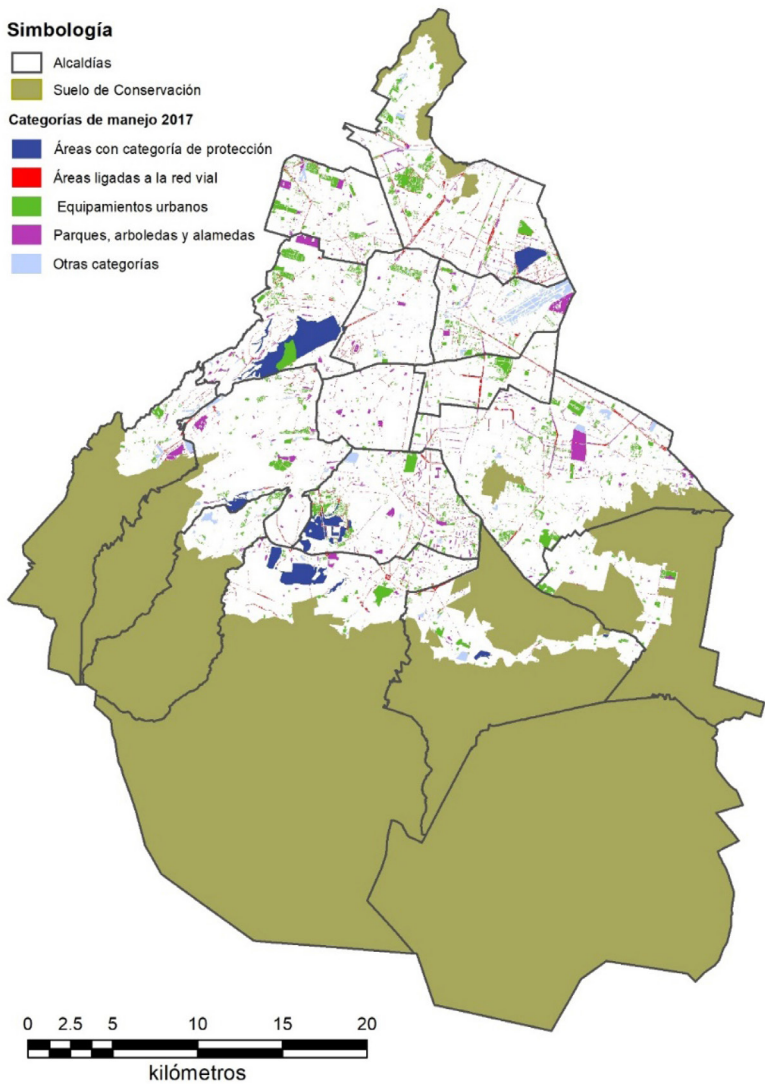 Simbología
Alcaldías
Suelo de Conservación
Categorías de manejo 2017
Áreas con categoría de protección
Áreas ligadas a la red vial
Equipamientos urbanos
Parques, arboledas y alamedas
Otras categorías
0 2.5 5 10 15 20
kilómetros